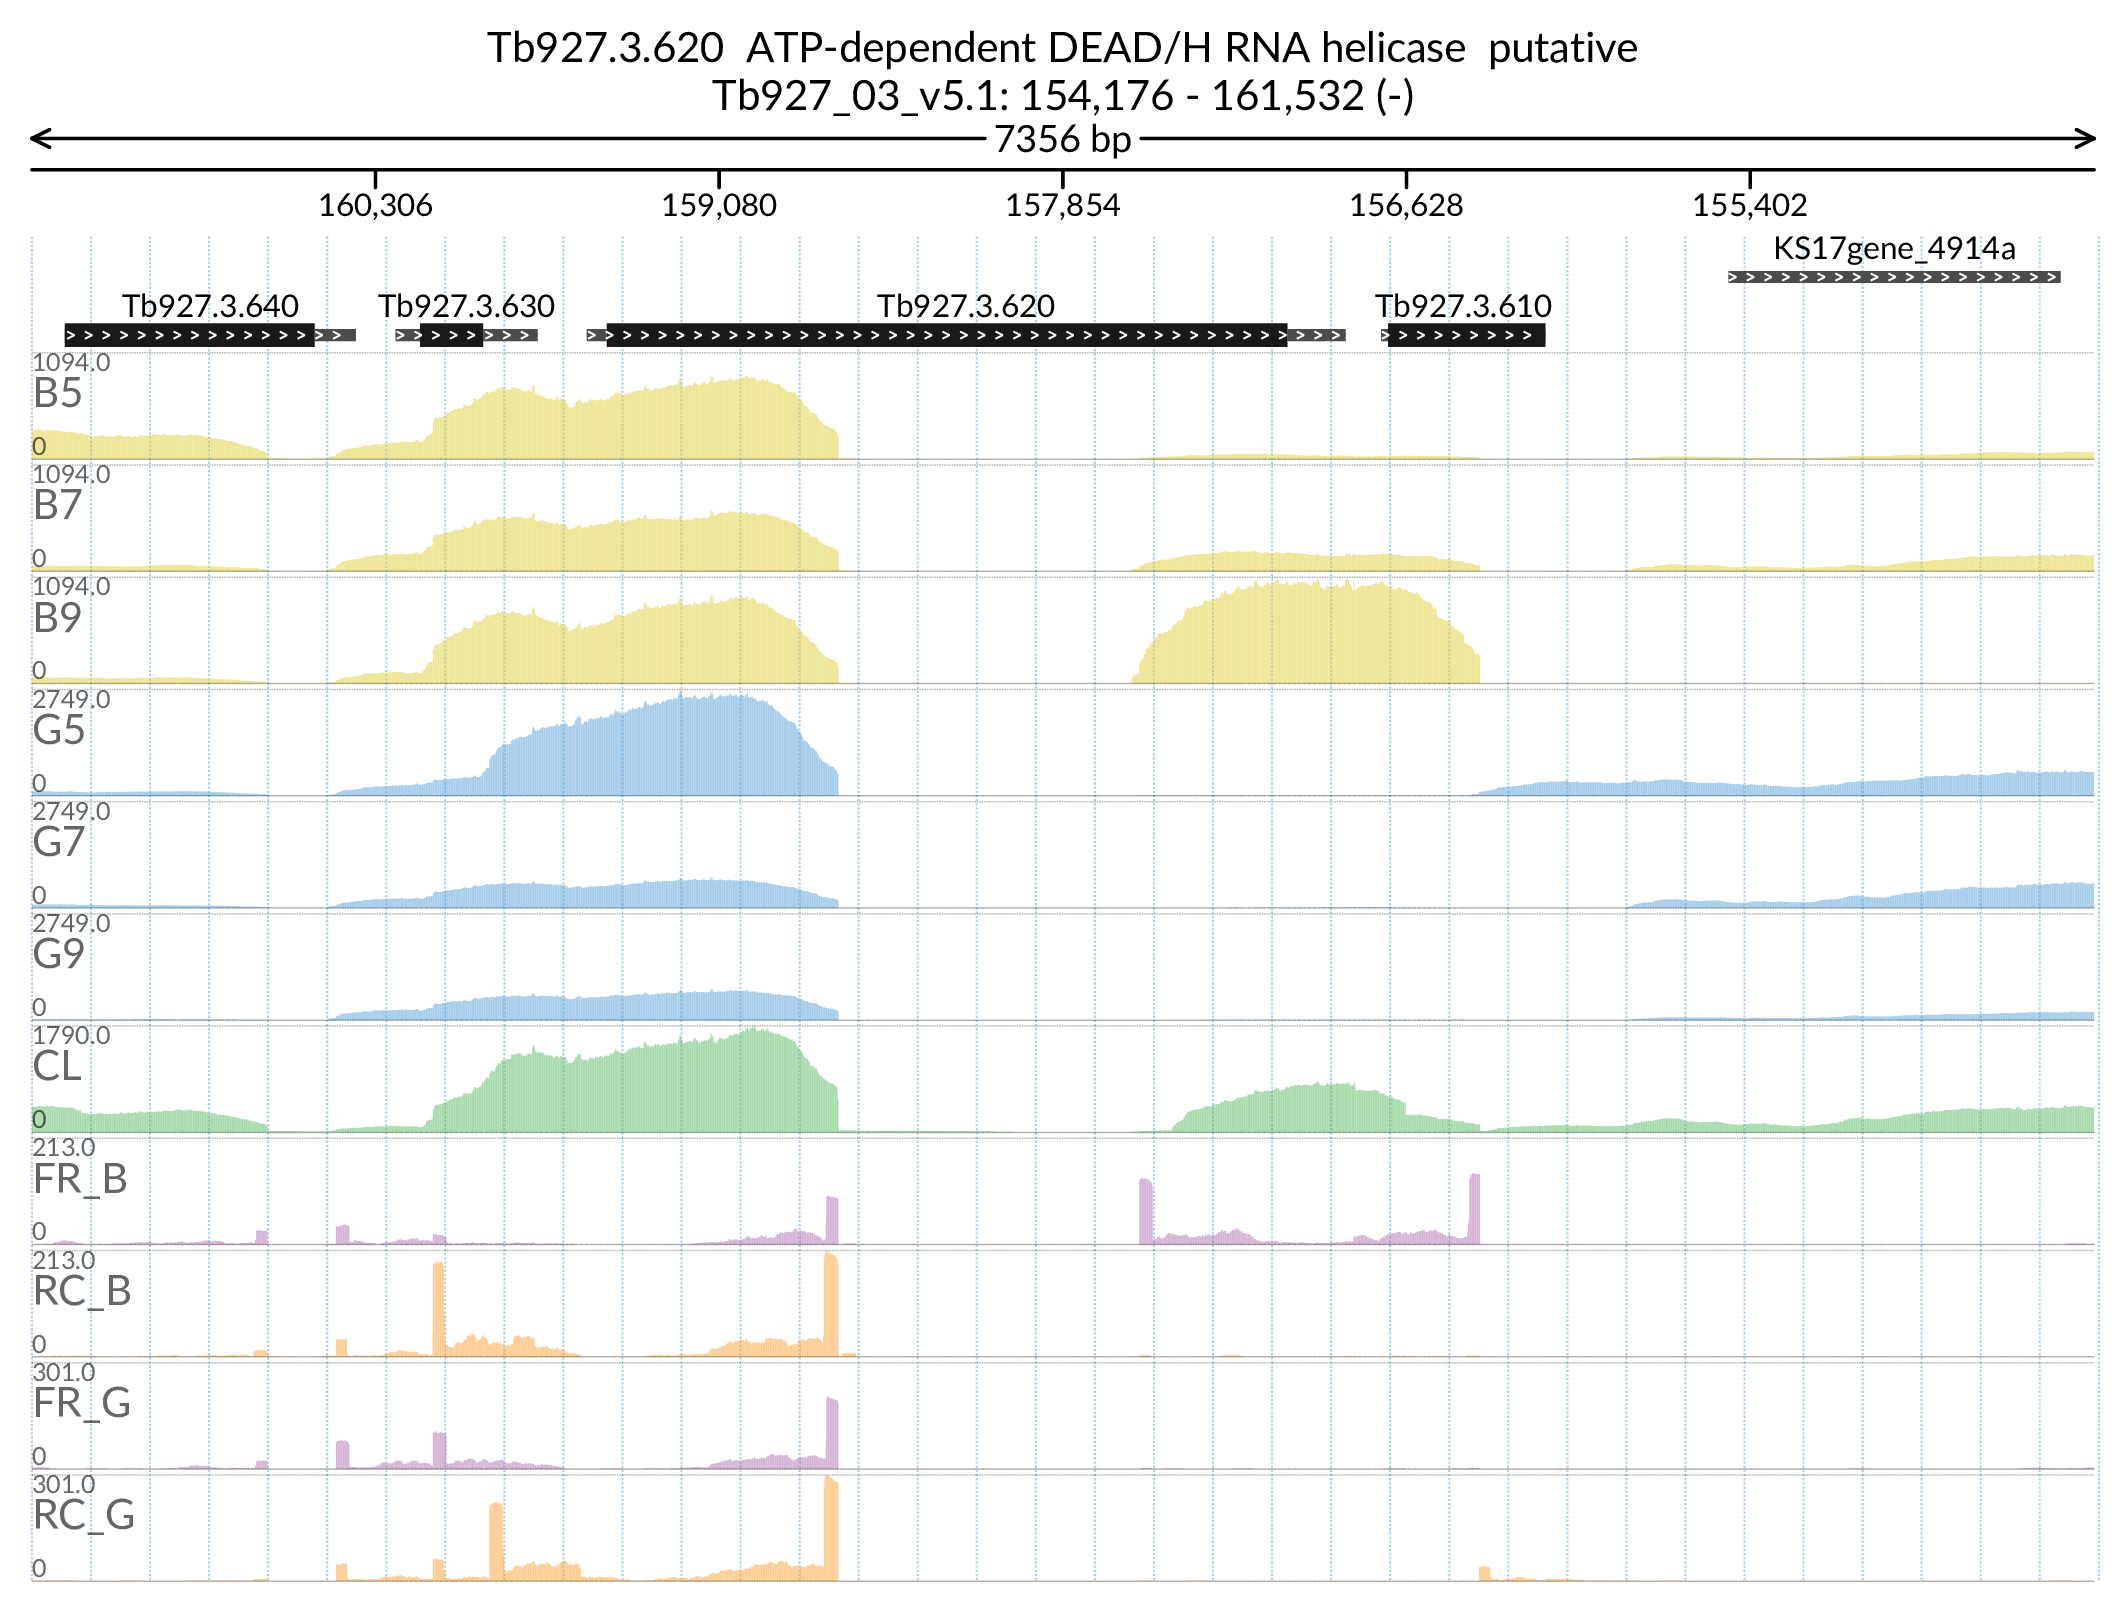 Tb927.3.620  ATP-dependent DEAD/H RNA helicase  putative
Tb927_03_v5.1: 154,176 - 161,532 (-)
7356 bp
160,306 159,080 157,854 156,628 155,402
KS17gene_4914a
Tb927.3.640 Tb927.3.630 Tb927.3.620 Tb927.3.610
1094.0
B5
0
1094.0
B7
0
1094.0
B9
0
2749.0
G5
0
2749.0
G7
0
2749.0
G9
0
1790.0
CL
0
213.0
FR_B
0
213.0
RC_B
0
301.0
FR_G
0
301.0
RC_G
0